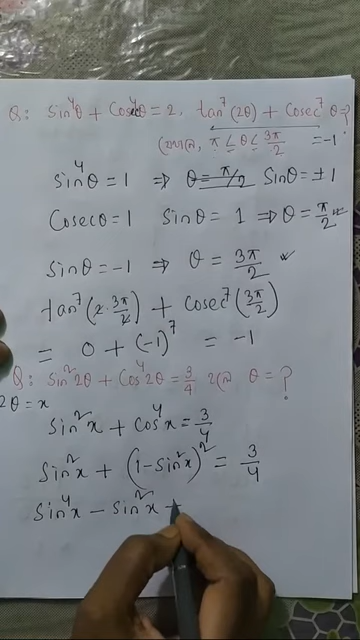 Q: sin⁴θ + Cosec⁴θ = 2, tan⁷(2θ) + Cosec⁷θ = ?
(যখন, π ≤ θ ≤ 3π/2 = -1
sin⁴θ = 1 ⇒ θ = π/2 sinθ = ±1
Cosecθ = 1 sinθ = 1 ⇒ θ = π/2
sinθ = -1 ⇒ θ = 3π/2
tan⁷(2·3π/2) + cosec⁷(3π/2)
= 0 + (-1)⁷ = -1
Q: sin²2θ + Cos⁴2θ = 3/4 হলে θ = ?
2θ = x
sin²x + cos⁴x = 3/4
sin²x + (1-sin²x)² = 3/4
sin⁴x - sin²x +